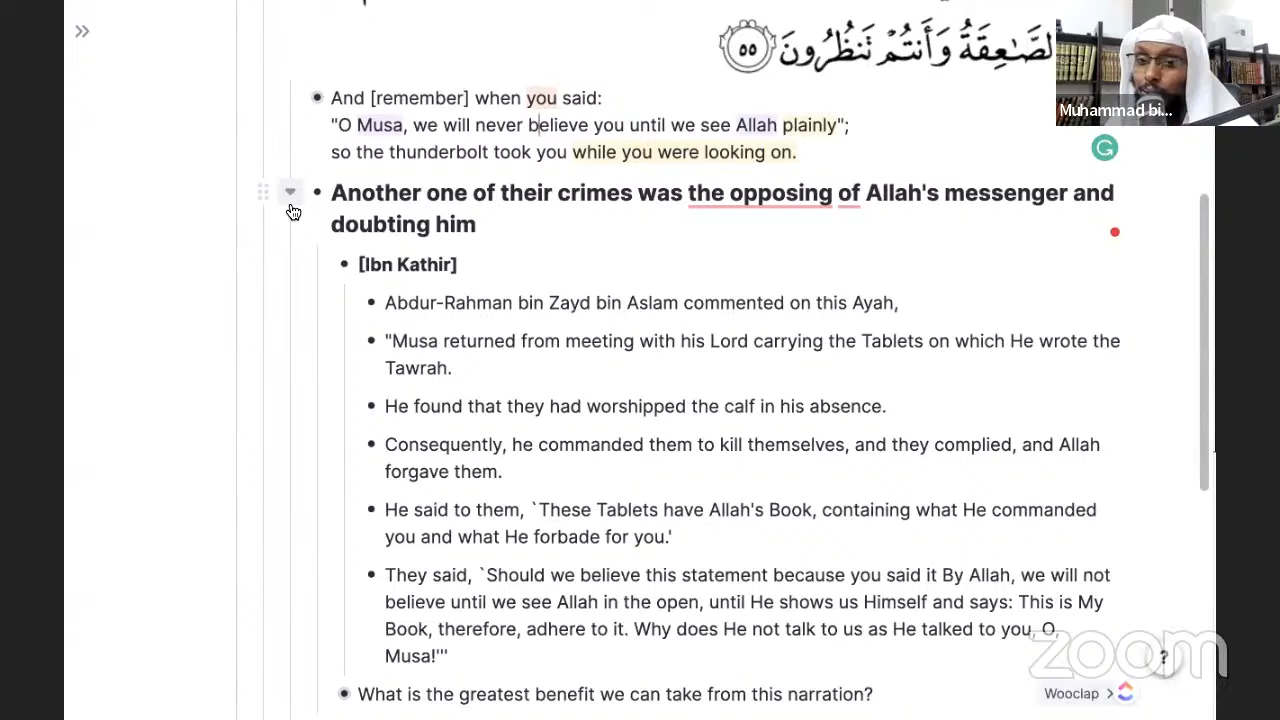 ٱلصَّـٰعِقَةُ وَأَنتُمْ تَنظُرُونَ ٥٥
Muhammad bi...
And [remember] when you said:
"O Musa, we will never believe you until we see Allah plainly";
so the thunderbolt took you while you were looking on.
Another one of their crimes was the opposing of Allah's messenger and
doubting him
[Ibn Kathir]
Abdur-Rahman bin Zayd bin Aslam commented on this Ayah,
"Musa returned from meeting with his Lord carrying the Tablets on which He wrote the
Tawrah.
He found that they had worshipped the calf in his absence.
Consequently, he commanded them to kill themselves, and they complied, and Allah
forgave them.
He said to them, `These Tablets have Allah's Book, containing what He commanded
you and what He forbade for you.'
They said, `Should we believe this statement because you said it By Allah, we will not
believe until we see Allah in the open, until He shows us Himself and says: This is My
Book, therefore, adhere to it. Why does He not talk to us as He talked to you, O,
Musa!'"
zoom
?
What is the greatest benefit we can take from this narration?
Wooclap >